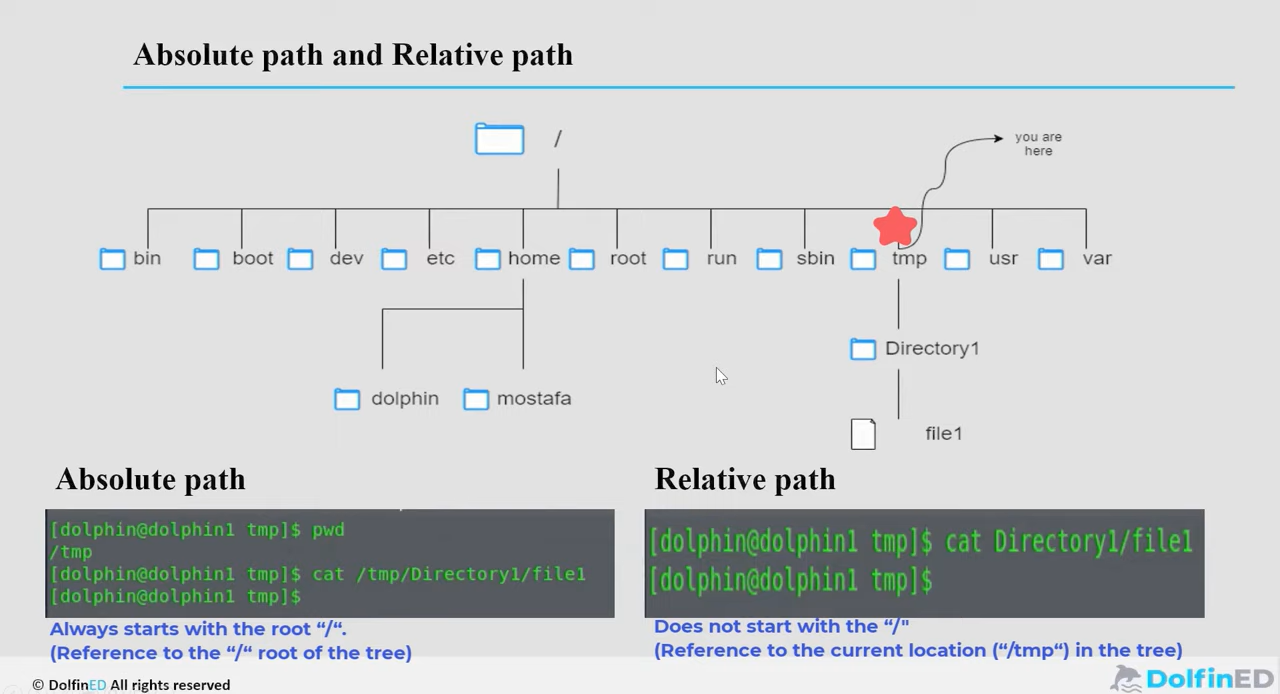 Absolute path and Relative path
/
you are
here
bin boot dev etc home root run sbin tmp usr var
Directory1
dolphin mostafa
file1
Absolute path
[dolphin@dolphin1 tmp]$ pwd
/tmp
[dolphin@dolphin1 tmp]$ cat /tmp/Directory1/file1
[dolphin@dolphin1 tmp]$
Always starts with the root “/“.
(Reference to the “/“ root of the tree)
Relative path
[dolphin@dolphin1 tmp]$ cat Directory1/file1
[dolphin@dolphin1 tmp]$
Does not start with the “/"
(Reference to the current location (“/tmp“) in the tree)
© DolfinED All rights reserved
DolfinED